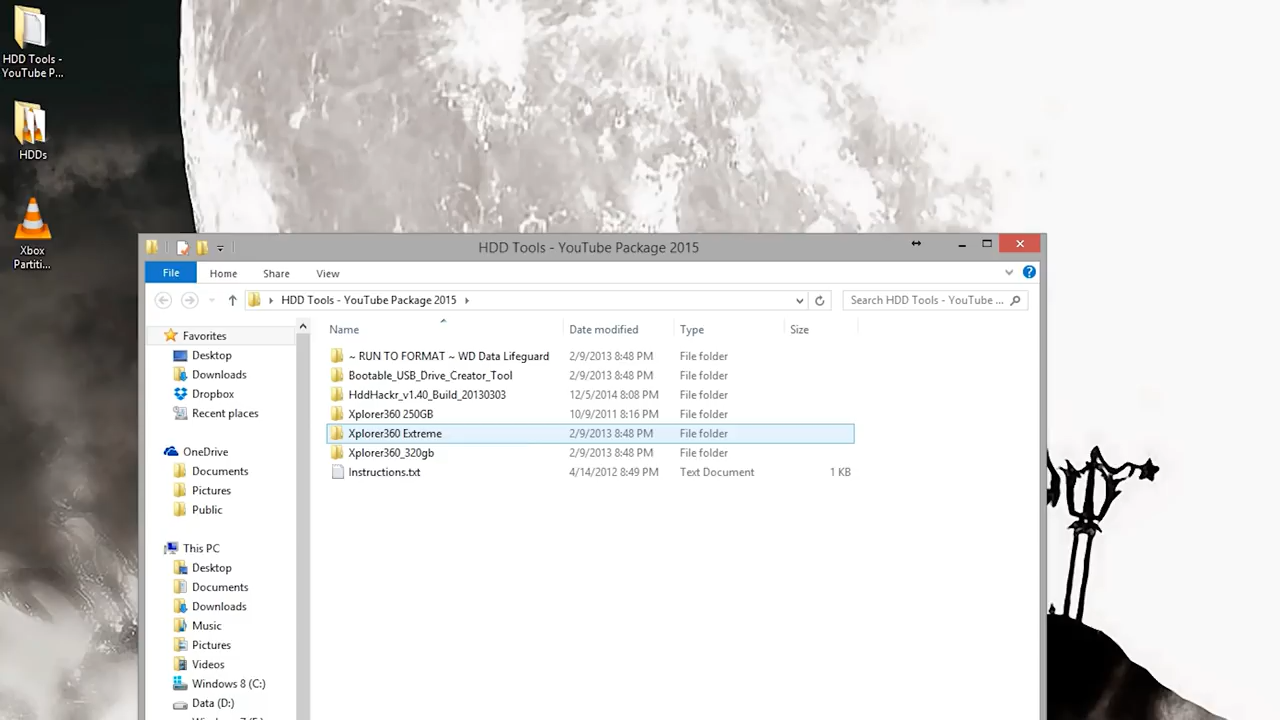 HDD Tools -
YouTube P...
HDDs
Xbox
Partiti...
HDD Tools - YouTube Package 2015
File Home Share View
HDD Tools - YouTube Package 2015
Search HDD Tools - YouTube ...
Name Date modified Type Size
~ RUN TO FORMAT ~ WD Data Lifeguard 2/9/2013 8:48 PM File folder
Bootable_USB_Drive_Creator_Tool 2/9/2013 8:48 PM File folder
HddHackr_v1.40_Build_20130303 12/5/2014 8:08 PM File folder
Xplorer360 250GB 10/9/2011 8:16 PM File folder
Xplorer360 Extreme 2/9/2013 8:48 PM File folder
Xplorer360_320gb 2/9/2013 8:48 PM File folder
Instructions.txt 4/14/2012 8:49 PM Text Document 1 KB
Favorites
Desktop
Downloads
Dropbox
Recent places
OneDrive
Documents
Pictures
Public
This PC
Desktop
Documents
Downloads
Music
Pictures
Videos
Windows 8 (C:)
Data (D:)